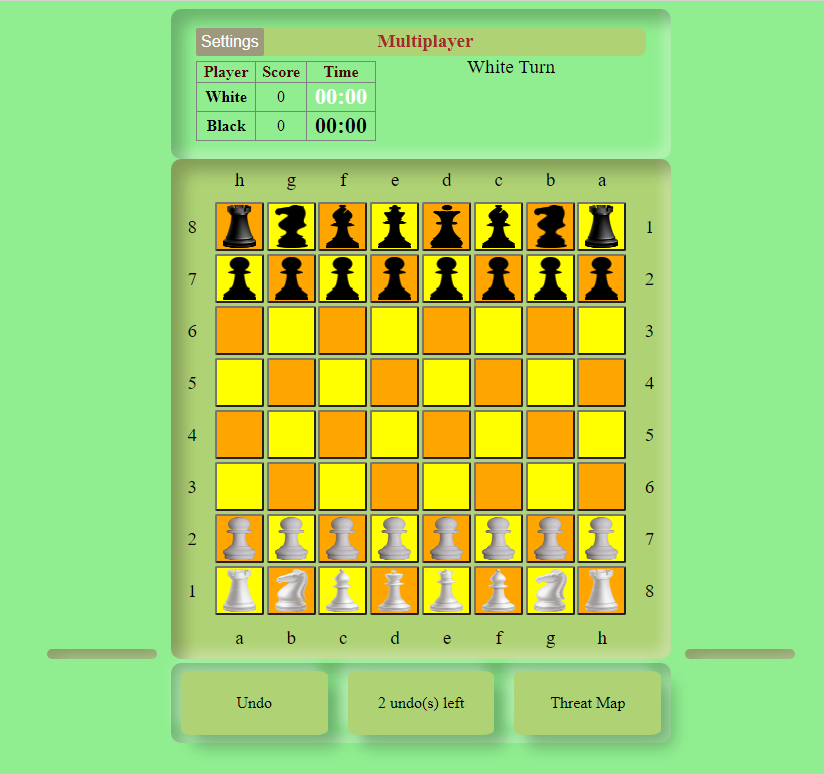 Settings Multiplayer
White Turn
Player Score Time
White 0 00:00
Black 0 00:00
h g f e d c b a
8 1
7 2
6 3
5 4
4 5
3 6
2 7
1 8
a b c d e f g h
Undo 2 undo(s) left Threat Map